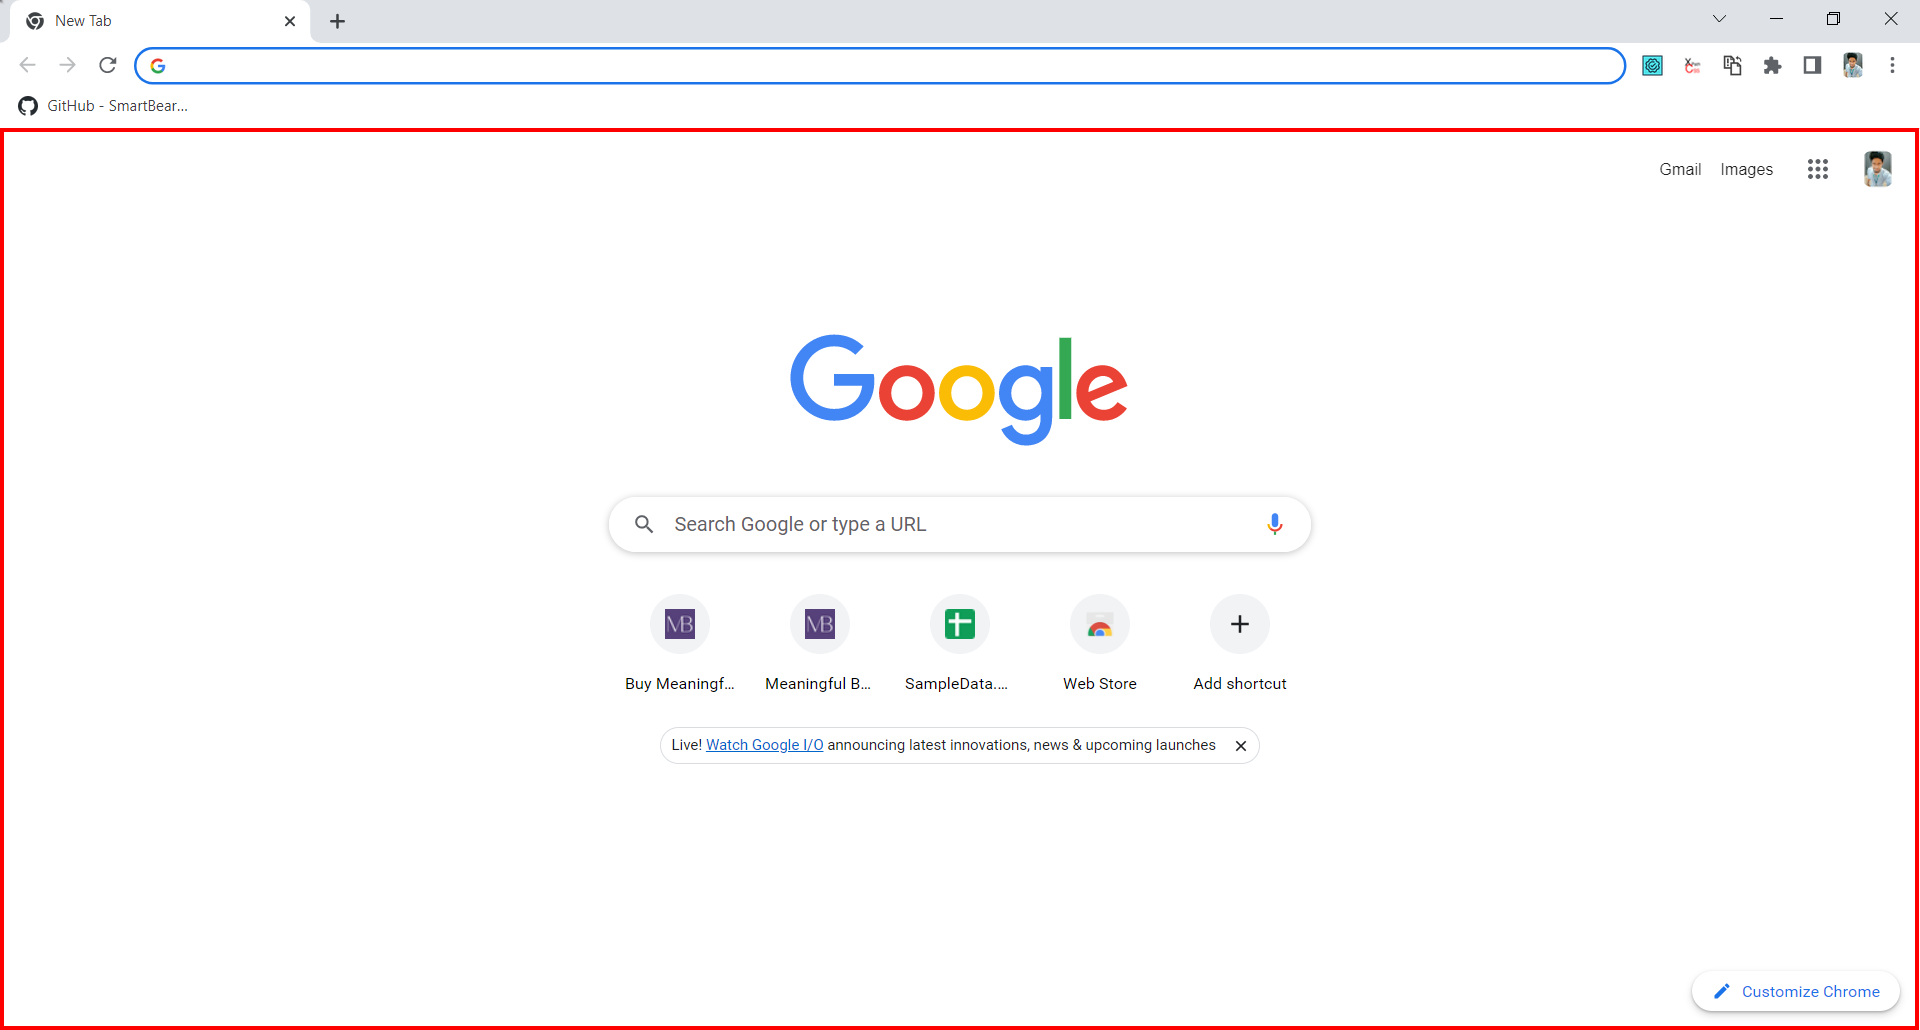 New Tab
GitHub - SmartBear...
Gmail Images
Google
Search Google or type a URL
MB MB
Buy Meaningf... Meaningful B... SampleData.... Web Store Add shortcut
Live! Watch Google I/O announcing latest innovations, news & upcoming launches
Customize Chrome